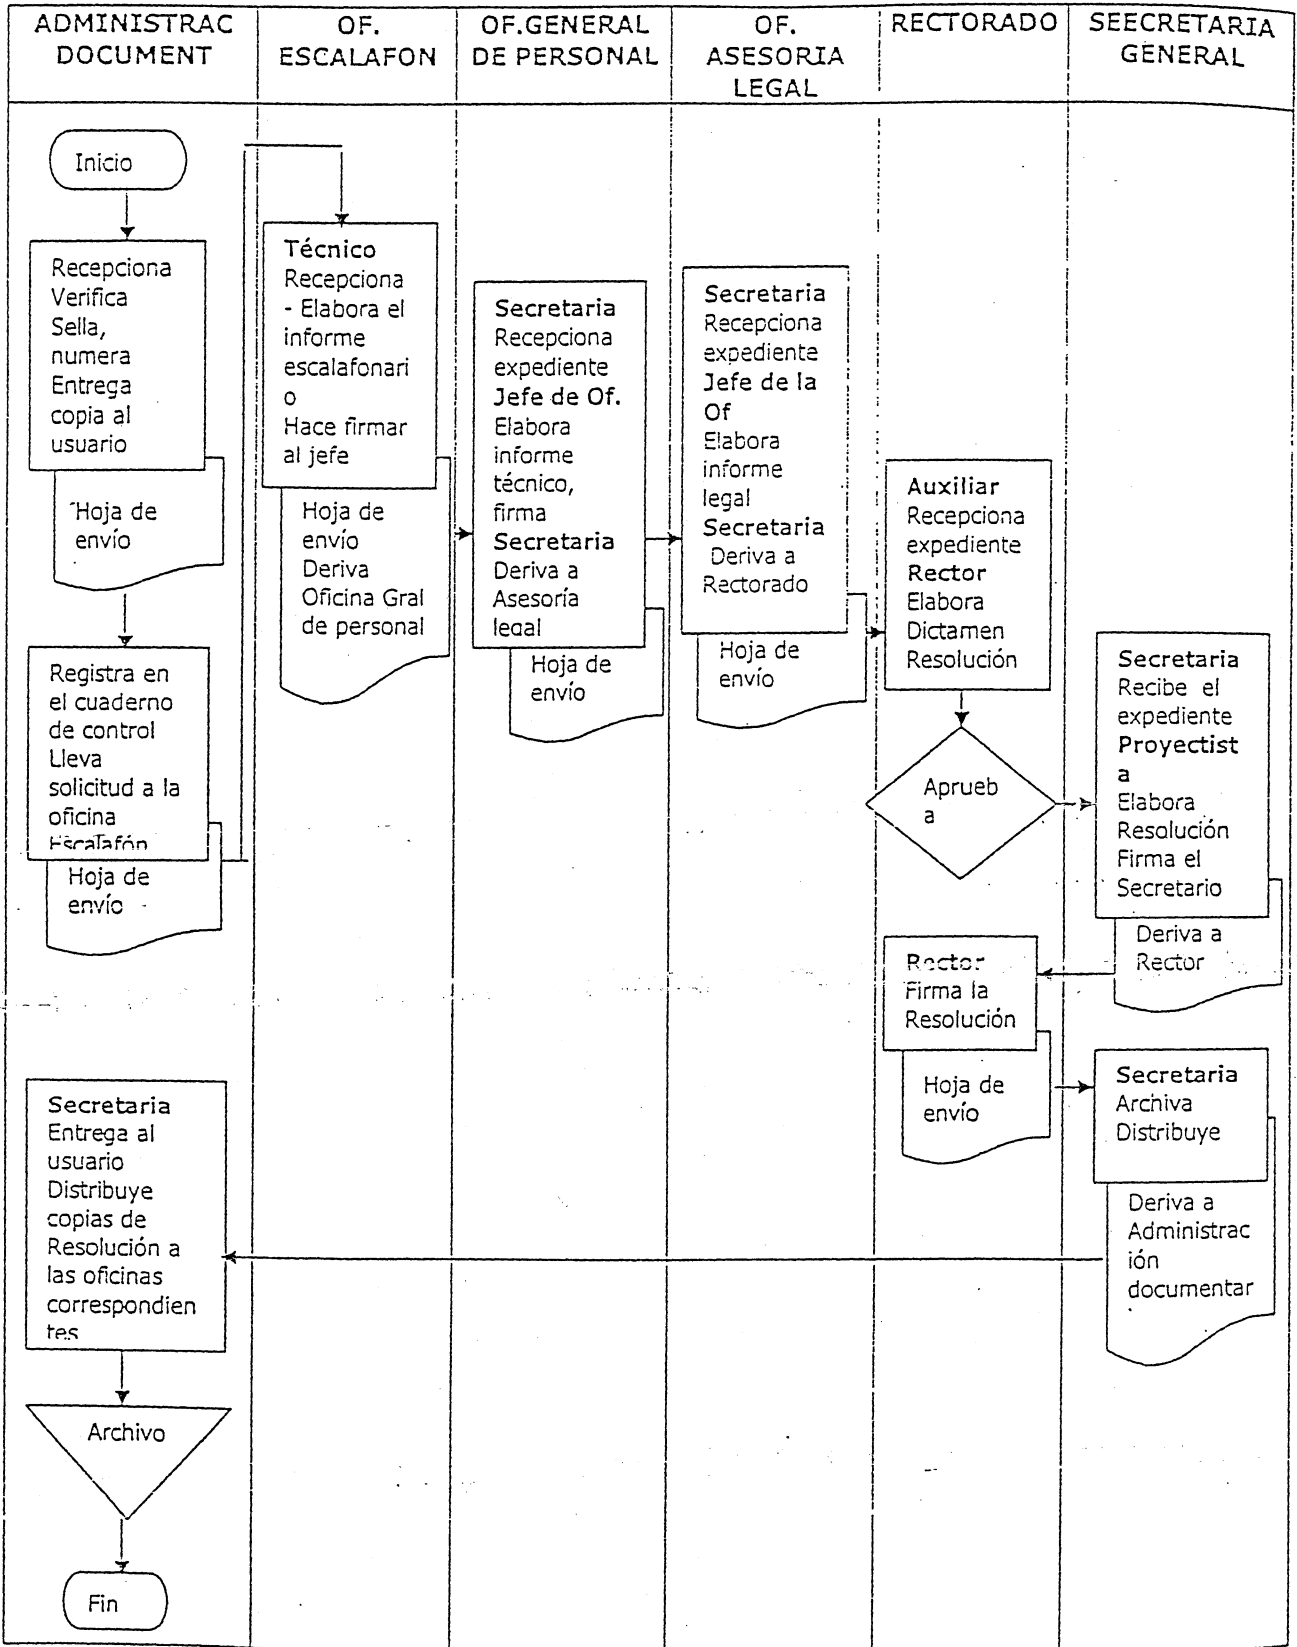 ADMINISTRAC
DOCUMENT
OF.
ESCALAFON
OF.GENERAL
DE PERSONAL
OF.
ASESORIA
LEGAL
RECTORADO
SEECRETARIA
GENERAL
Inicio
Recepciona
Verifica
Sella,
numera
Entrega
copia al
usuario
Hoja de
envío
Registra en
el cuaderno
de control
Lleva
solicitud a la
oficina
Escalafón
Hoja de
envío
Técnico
Recepciona
- Elabora el
informe
escalafonari
o
Hace firmar
al jefe
Hoja de
envío
Deriva
Oficina Gral
de personal
Secretaria
Recepciona
expediente
Jefe de Of.
Elabora
informe
técnico,
firma
Secretaria
Deriva a
Asesoría
legal
Hoja de
envío
Secretaria
Recepciona
expediente
Jefe de la
Of
Elabora
informe
legal
Secretaria
Deriva a
Rectorado
Hoja de
envío
Auxiliar
Recepciona
expediente
Rector
Elabora
Dictamen
Resolución
Aprueb
a
Secretaria
Recibe el
expediente
Proyectist
a
Elabora
Resolución
Firma el
Secretario
Deriva a
Rector
Rector
Firma la
Resolución
Hoja de
envío
Secretaria
Archiva
Distribuye
Deriva a
Administrac
ión
documentar
Secretaria
Entrega al
usuario
Distribuye
copias de
Resolución a
las oficinas
correspondien
tes
Archivo
Fin